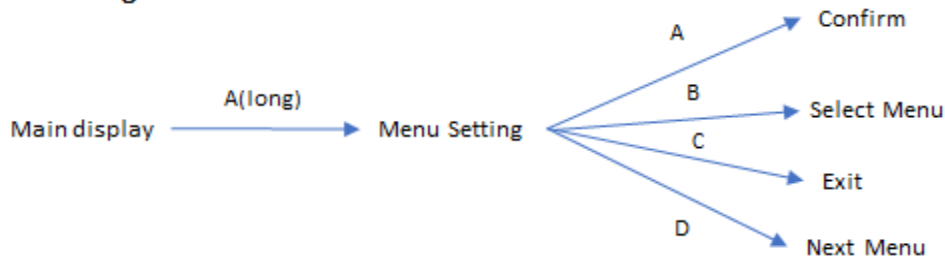 A
Confirm
A(long)
B
Main display
Menu Setting
Select Menu
C
Exit
D
Next Menu